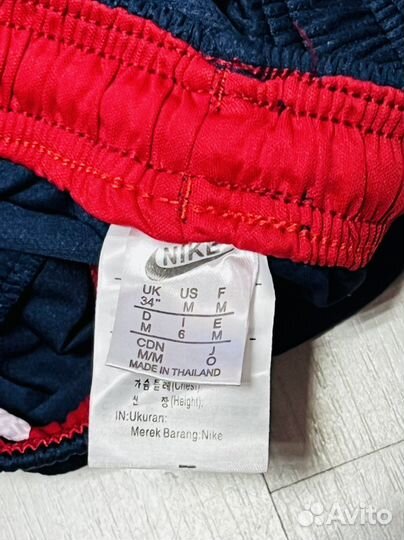 NIKE
UK US F
34" M M
D I E
M 6 M
CDN J
M/M O
MADE IN THAILAND
가슴둘레(Chest):
신 장(Height):
IN:Ukuran:
Merek Barang:Nike
Avito